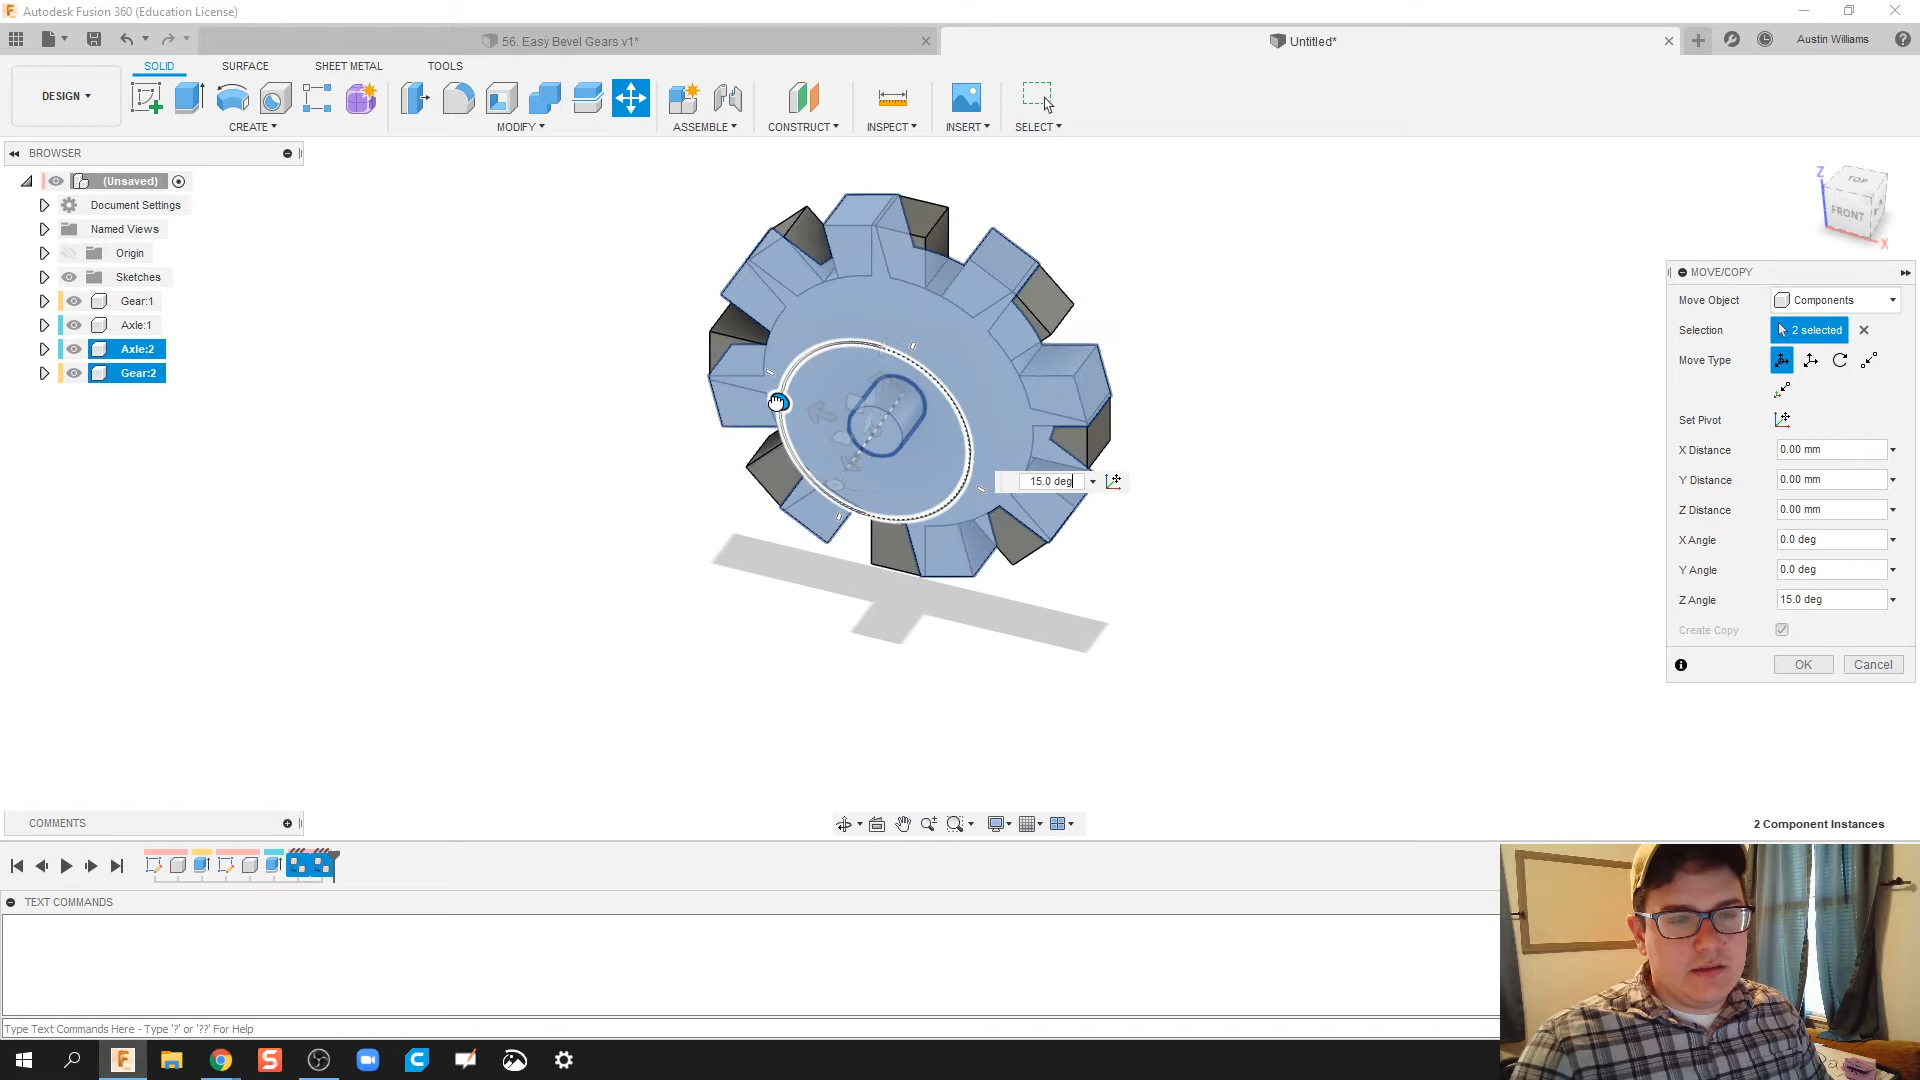 Autodesk Fusion 360 (Education License)
56. Easy Bevel Gears v1*
Untitled*
Austin Williams
SOLID
SURFACE
SHEET METAL
TOOLS
DESIGN
CREATE
MODIFY
ASSEMBLE
CONSTRUCT
INSPECT
INSERT
SELECT
BROWSER
(Unsaved)
Document Settings
Named Views
Origin
Sketches
Gear:1
Axle:1
Axle:2
Gear:2
Z
TOP
FRONT
X
MOVE/COPY
Move Object
Components
Selection
2 selected
Move Type
Set Pivot
X Distance
0.00 mm
Y Distance
0.00 mm
Z Distance
0.00 mm
X Angle
0.0 deg
Y Angle
0.0 deg
Z Angle
15.0 deg
Create Copy
OK
Cancel
15.0 deg
COMMENTS
2 Component Instances
TEXT COMMANDS
Type Text Commands Here - Type '?' or '??' For Help